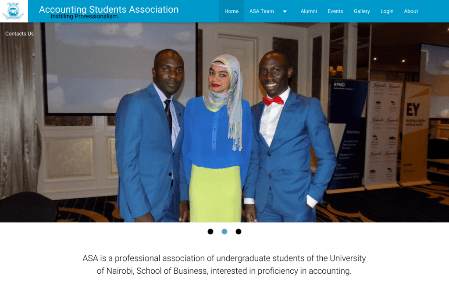 Accounting Students Association
Instilling Professionalism.
Home
ASA Team
Alumni
Events
Gallery
Login
About
Contacts Us
KPMG
EY
ASA is a professional association of undergraduate students of the University
of Nairobi, School of Business, interested in proficiency in accounting.